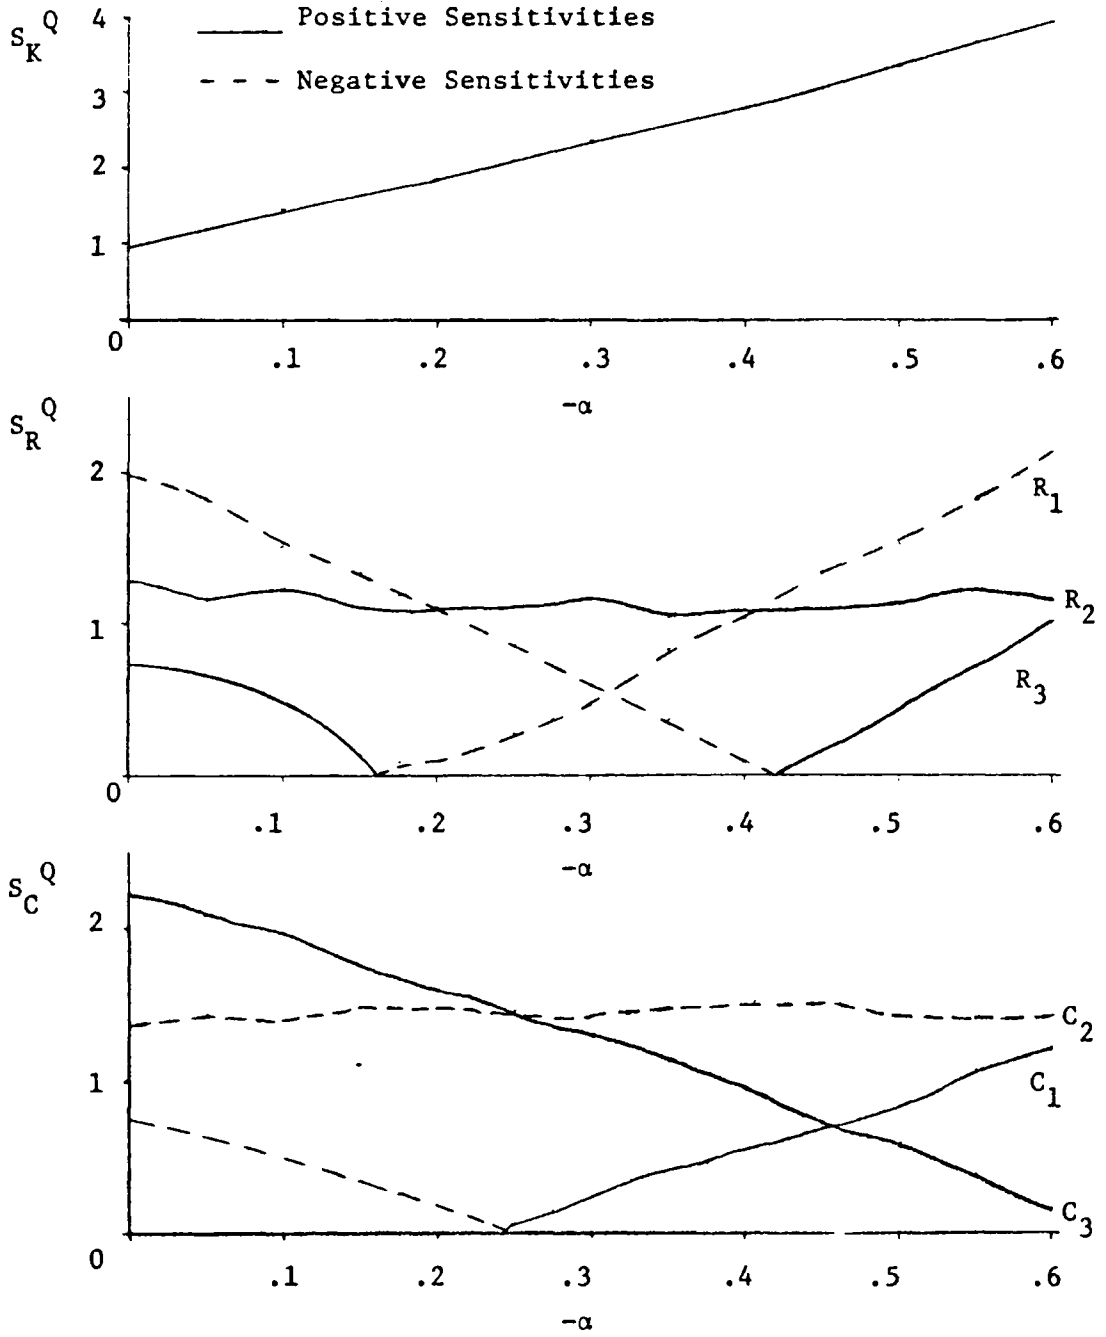 S_K^Q
4
Positive Sensitivities
Negative Sensitivities
3
2
1
0
.1 .2 .3 .4 .5 .6
-α
S_R^Q
2
R_1
R_2
1
R_3
0
.1 .2 .3 .4 .5 .6
-α
S_C^Q
2
C_2
1
C_1
C_3
0
.1 .2 .3 .4 .5 .6
-α